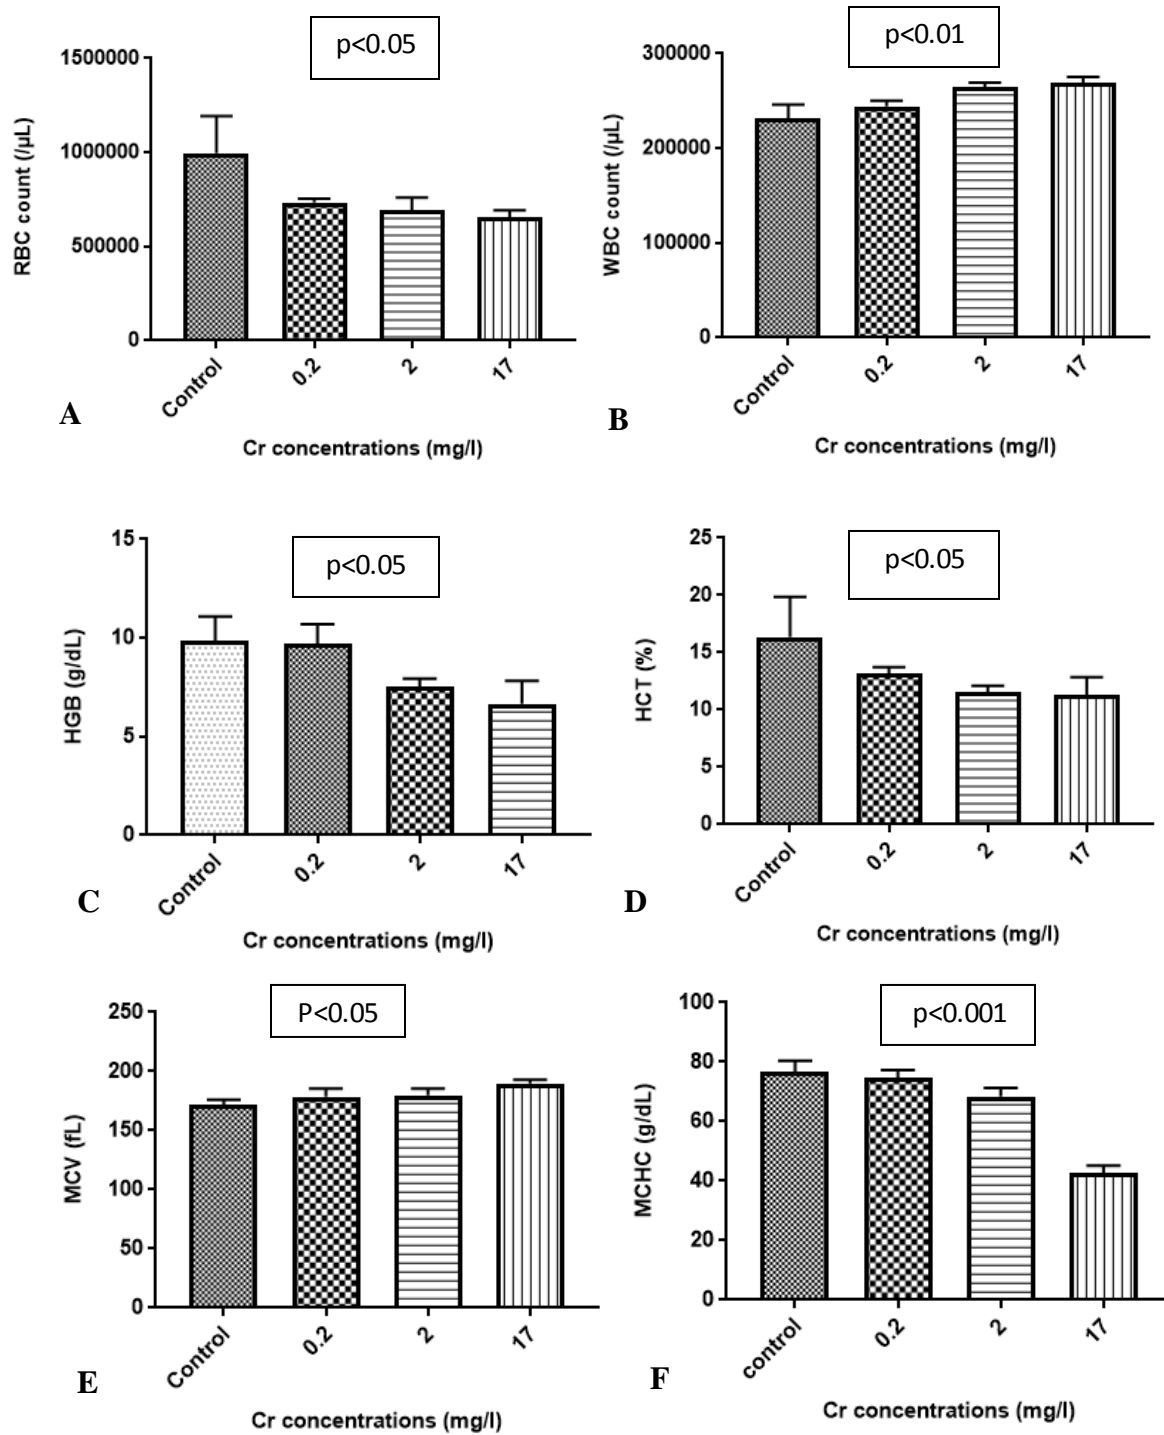 p<0.05
1500000
1000000
500000
0
RBC count (/µL)
Control
0.2
2
17
A
Cr concentrations (mg/l)
p<0.01
300000
200000
100000
0
WBC count (/µL)
Control
0.2
2
17
B
Cr concentrations (mg/l)
p<0.05
15
10
5
0
HGB (g/dL)
Control
0.2
2
17
C
Cr concentrations (mg/l)
p<0.05
25
20
15
10
5
0
HCT (%)
Control
0.2
2
17
D
Cr concentrations (mg/l)
P<0.05
250
200
150
100
50
0
MCV (fL)
Control
0.2
2
17
E
Cr concentrations (mg/l)
p<0.001
100
80
60
40
20
0
MCHC (g/dL)
control
0.2
2
17
F
Cr concentrations (mg/l)